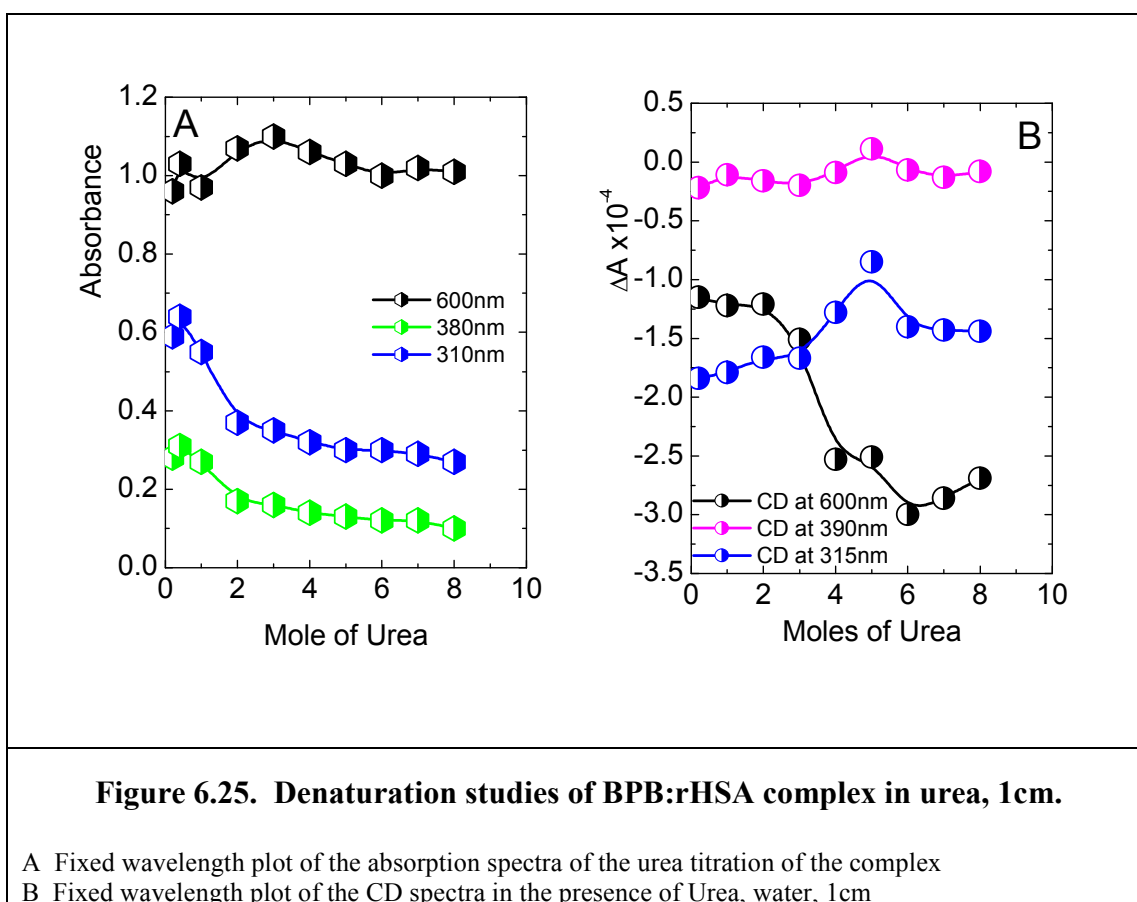 A
1.2
1.0
0.8
0.6
0.4
0.2
0.0
Absorbance
600nm
380nm
310nm
0 2 4 6 8 10
Mole of Urea
B
0.5
0.0
-0.5
-1.0
-1.5
-2.0
-2.5
-3.0
-3.5
ΔA x10⁻⁴
CD at 600nm
CD at 390nm
CD at 315nm
0 2 4 6 8 10
Moles of Urea
Figure 6.25. Denaturation studies of BPB:rHSA complex in urea, 1cm.
A Fixed wavelength plot of the absorption spectra of the urea titration of the complex
B Fixed wavelength plot of the CD spectra in the presence of Urea, water, 1cm